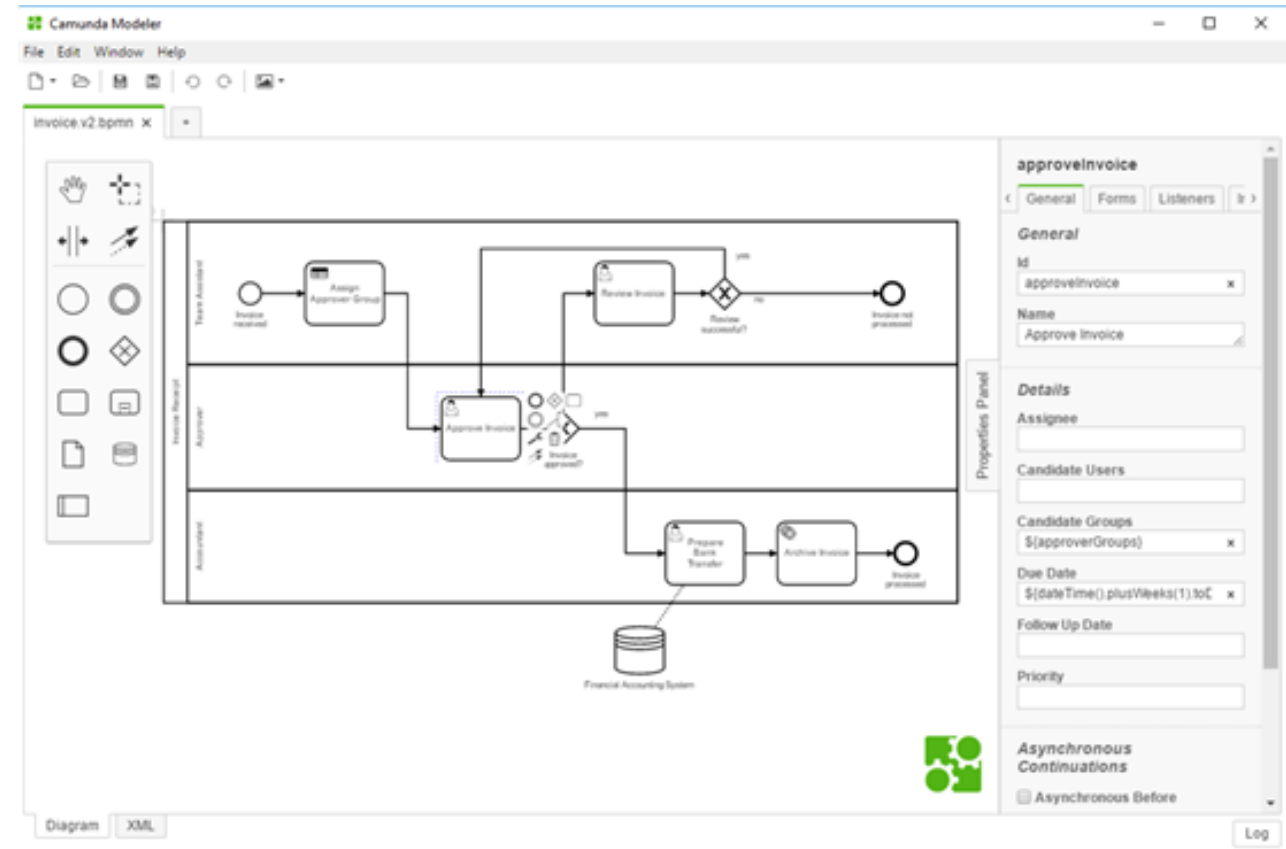 Camunda Modeler
File Edit Window Help
invoice.v2.bpmn ×
+
Invoice Receipt
Team Assistant
Invoice
received
Assign
Approver Group
Review Invoice
yes
no
Review
successful?
Invoice not
processed
Approver
Approve Invoice
yes
Invoice
approved?
Accountant
Prepare
Bank
Transfer
Archive Invoice
Invoice
processed
Financial Accounting System
Properties Panel
approveInvoice
General Forms Listeners
General
Id
approveInvoice ×
Name
Approve Invoice
Details
Assignee
Candidate Users
Candidate Groups
${approverGroups} ×
Due Date
${dateTime().plusWeeks(1).toD ×
Follow Up Date
Priority
Asynchronous
Continuations
Asynchronous Before
Diagram XML
Log